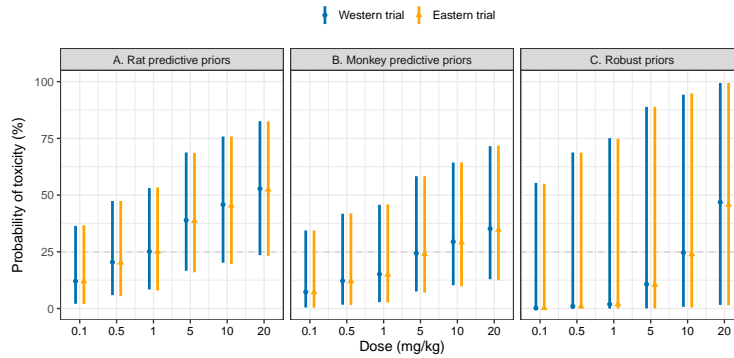 Western trial Eastern trial
A. Rat predictive priors B. Monkey predictive priors C. Robust priors
Probability of toxicity (%)
100
75
50
25
0
0.1 0.5 1 5 10 20 0.1 0.5 1 5 10 20 0.1 0.5 1 5 10 20
Dose (mg/kg)